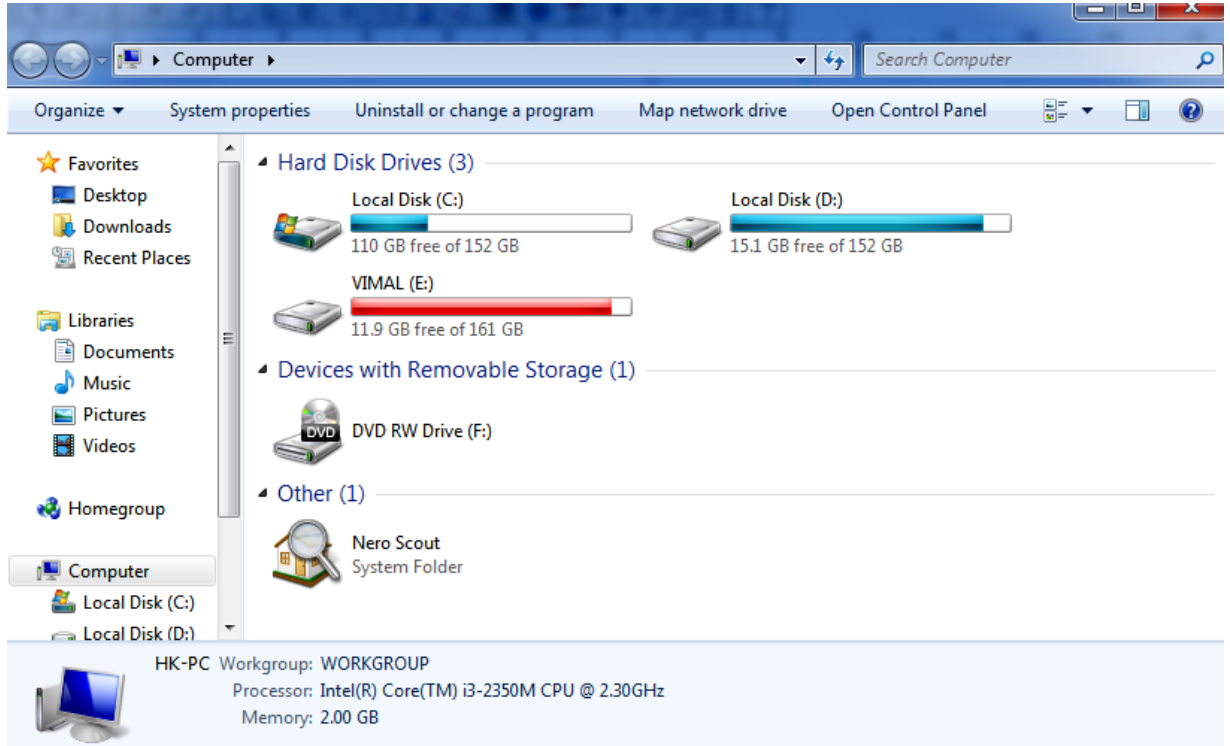 Computer
Search Computer
Organize System properties Uninstall or change a program Map network drive Open Control Panel
Favorites
Desktop
Downloads
Recent Places
Libraries
Documents
Music
Pictures
Videos
Homegroup
Computer
Local Disk (C:)
Local Disk (D:)
Hard Disk Drives (3)
Local Disk (C:)
110 GB free of 152 GB
Local Disk (D:)
15.1 GB free of 152 GB
VIMAL (E:)
11.9 GB free of 161 GB
Devices with Removable Storage (1)
DVD
DVD RW Drive (F:)
Other (1)
Nero Scout
System Folder
HK-PC Workgroup: WORKGROUP
Processor: Intel(R) Core(TM) i3-2350M CPU @ 2.30GHz
Memory: 2.00 GB